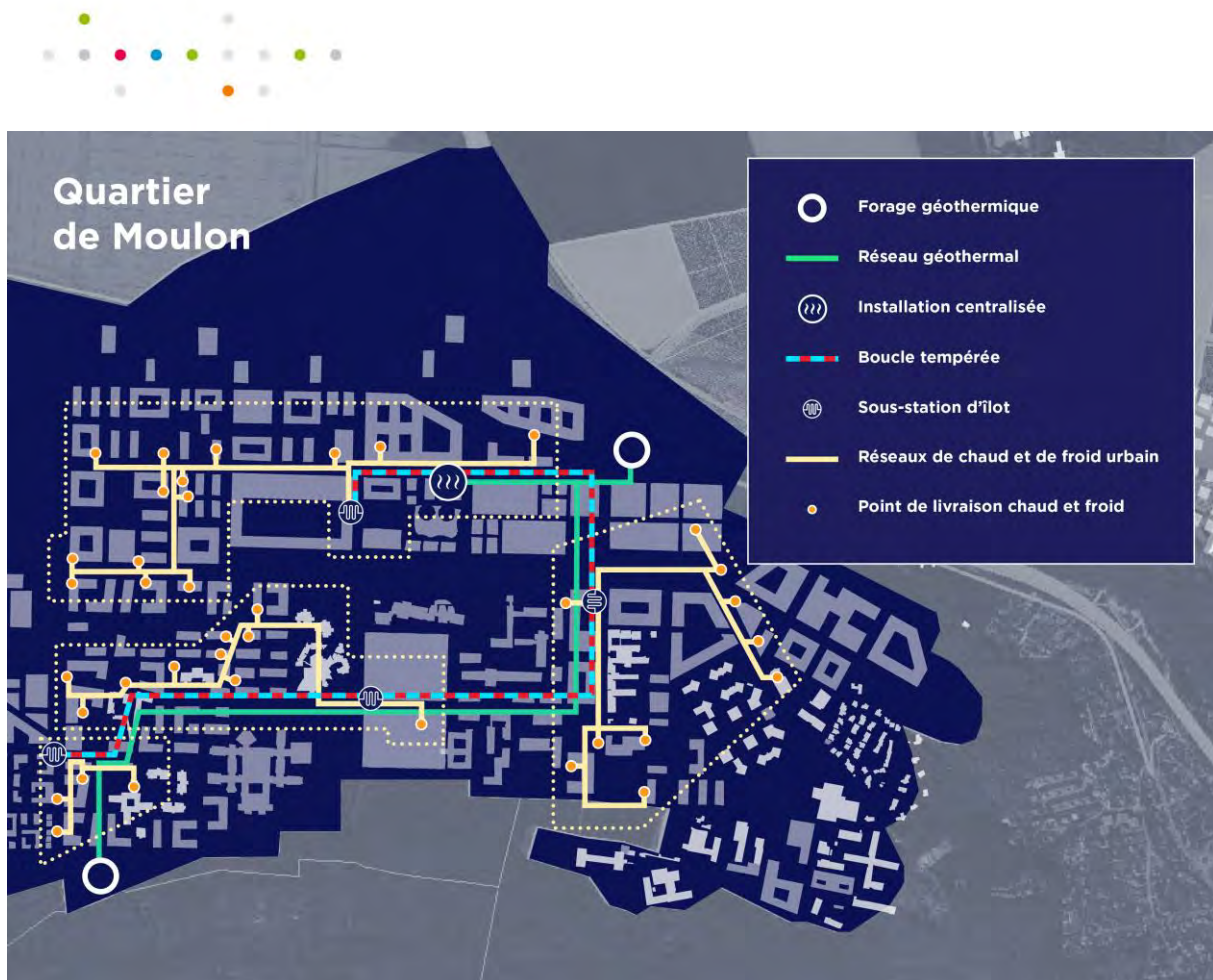 Quartier
de Moulon
Forage géothermique
Réseau géothermal
Installation centralisée
Boucle tempérée
Sous-station d'îlot
Réseaux de chaud et de froid urbain
Point de livraison chaud et froid